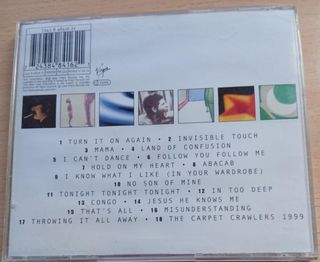 Virgin
1 TURN IT ON AGAIN • 2 INVISIBLE TOUCH
3 MAMA • 4 LAND OF CONFUSION
5 I CAN'T DANCE • 6 FOLLOW YOU FOLLOW ME
7 HOLD ON MY HEART • 8 ABACAB
9 I KNOW WHAT I LIKE (IN YOUR WARDROBE)
10 NO SON OF MINE
11 TONIGHT TONIGHT TONIGHT • 12 IN TOO DEEP
13 CONGO • 14 JESUS HE KNOWS ME
15 THAT'S ALL • 16 MISUNDERSTANDING
17 THROWING IT ALL AWAY • 18 THE CARPET CRAWLERS 1999